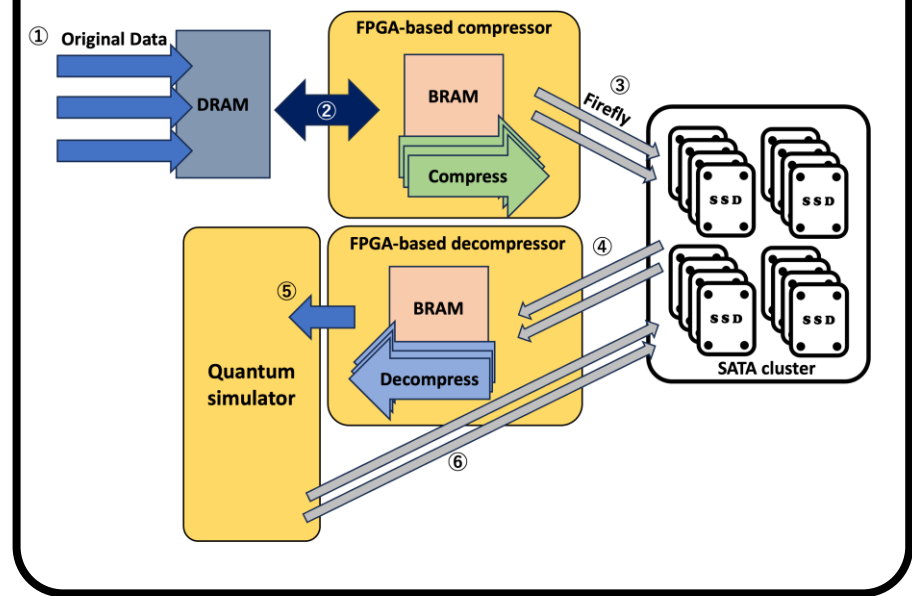 ①
Original Data
DRAM
②
FPGA-based compressor
BRAM
Compress
③
Firefly
SSD
SSD
SSD
SSD
SATA cluster
④
FPGA-based decompressor
BRAM
Decompress
⑤
Quantum
simulator
⑥